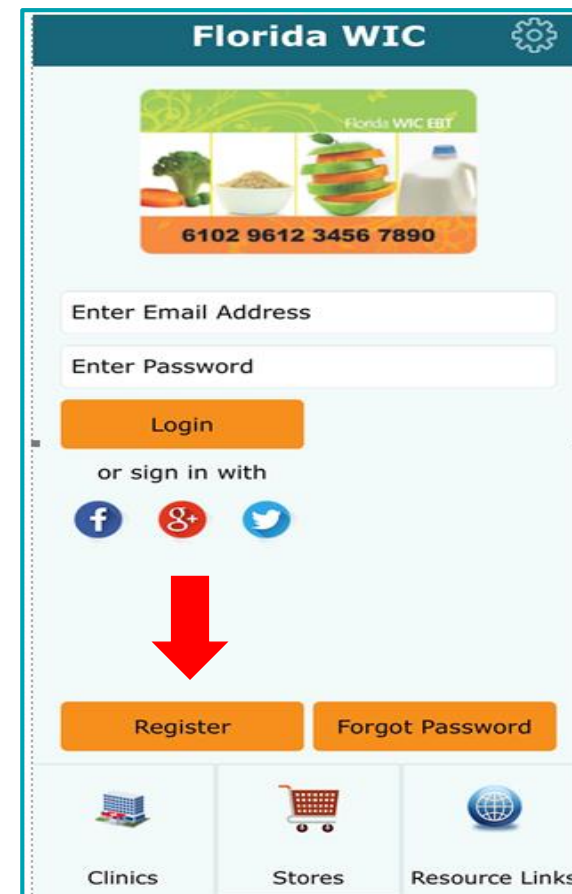 Florida WIC
Florida WIC EBT
6102 9612 3456 7890
Enter Email Address
Enter Password
Login
or sign in with
f g+
Register Forgot Password
Clinics Stores Resource Links